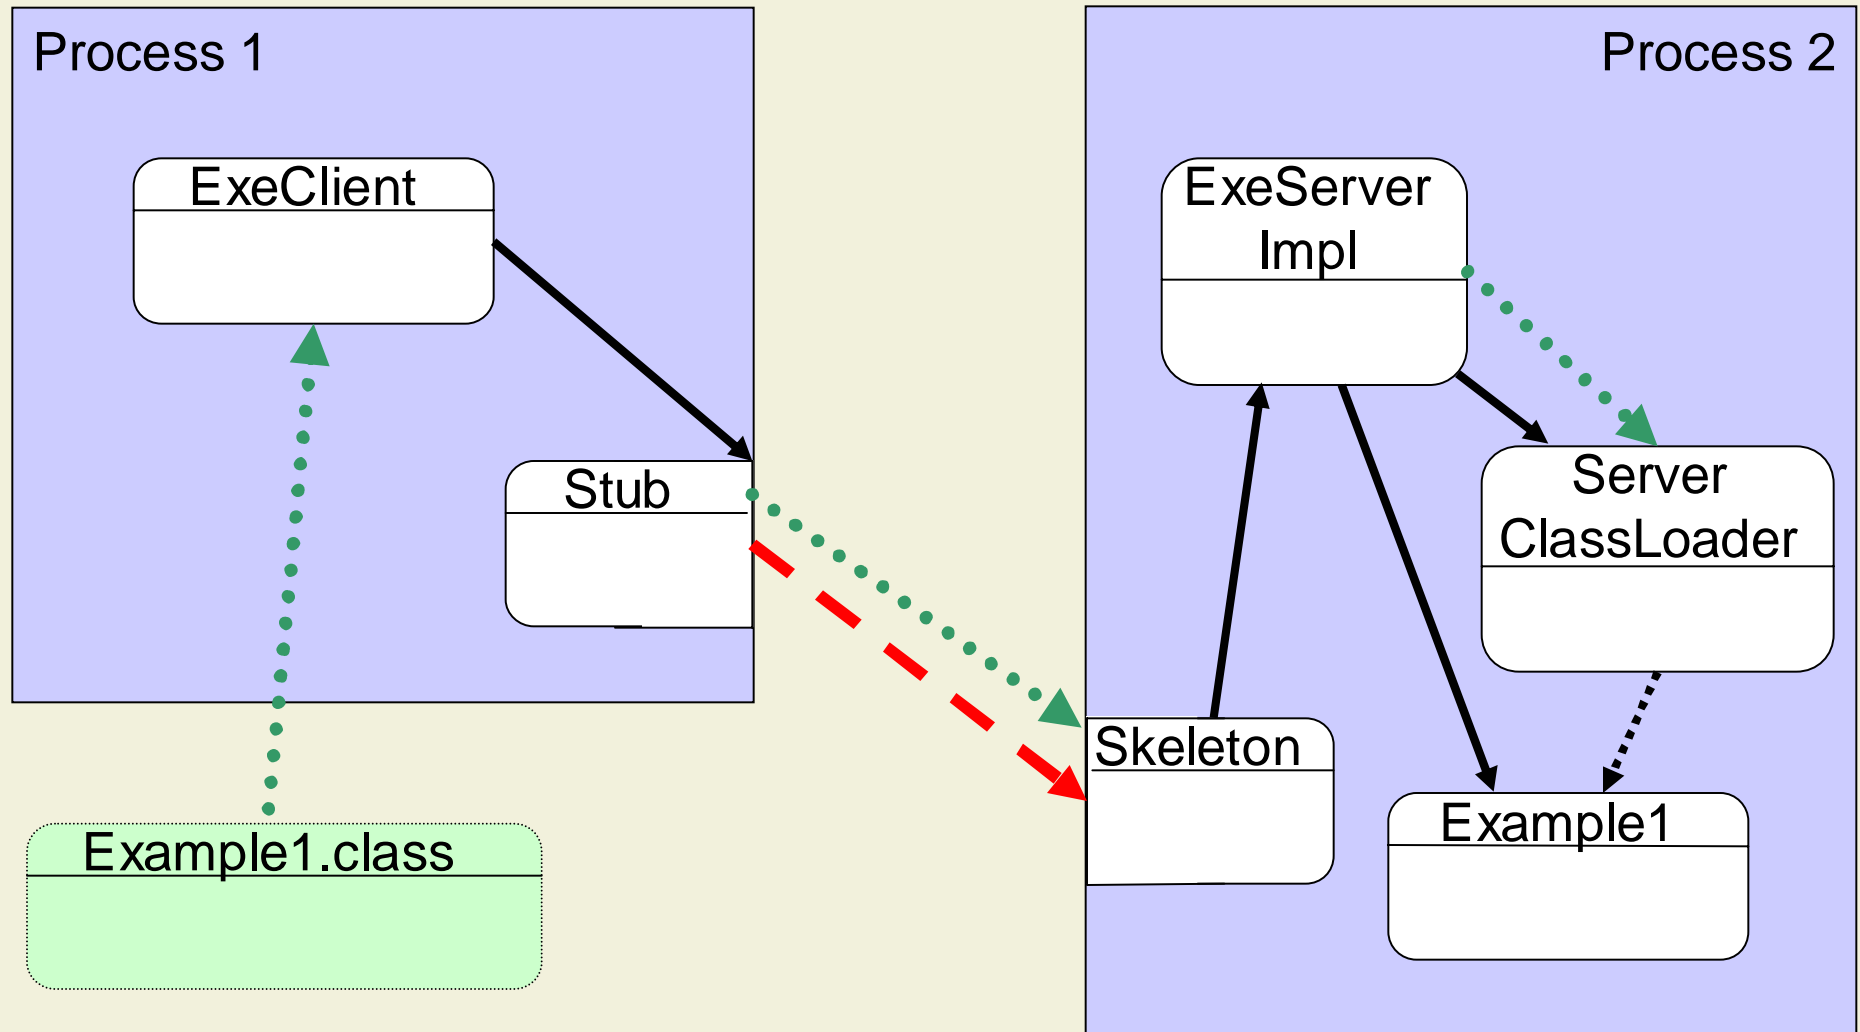 Process 1
ExeClient
Stub
Example1.class
Process 2
ExeServer
Impl
Server
ClassLoader
Skeleton
Example1